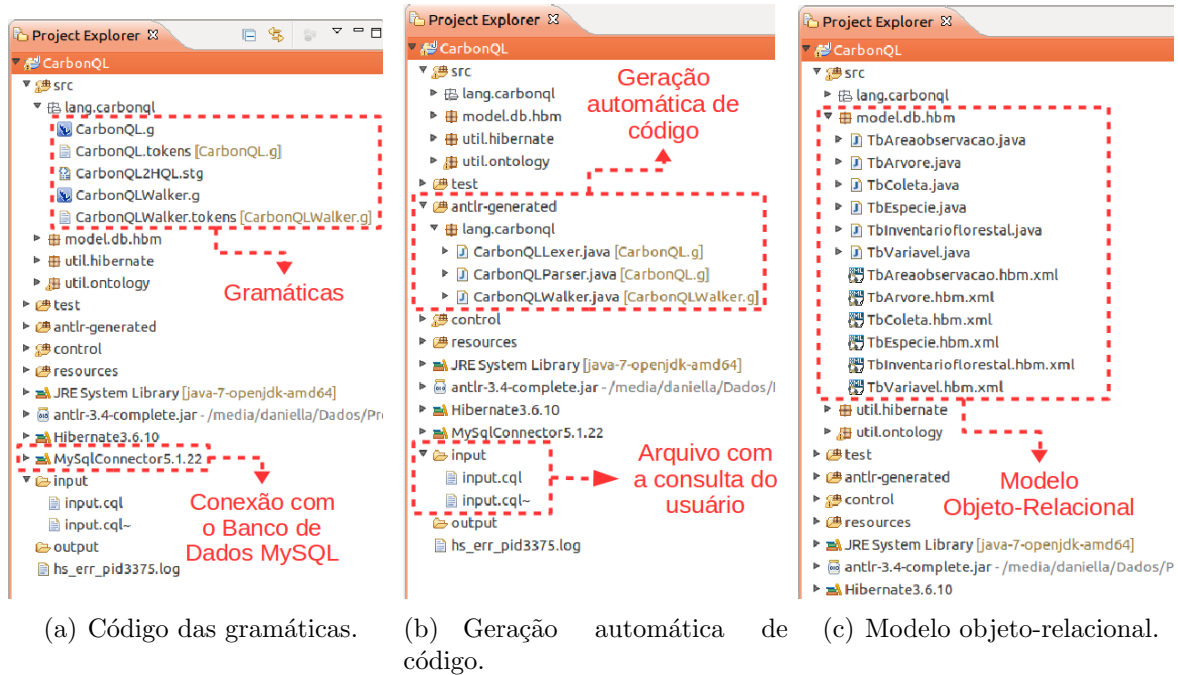 Project Explorer
CarbonQL
src
lang.carbonql
CarbonQL.g
CarbonQL.tokens [CarbonQL.g]
CarbonQL2HQL.stg
CarbonQLWalker.g
CarbonQLWalker.tokens [CarbonQLWalker.g]
model.db.hbm
util.hibernate
util.ontology
Gramáticas
test
antlr-generated
control
resources
JRE System Library [java-7-openjdk-amd64]
antlr-3.4-complete.jar - /media/daniella/Dados/Pro
Hibernate3.6.10
MySqlConnector5.1.22
input
input.cql
input.cql~
output
hs_err_pid3375.log
Conexão com
o Banco de
Dados MySQL
(a) Código das gramáticas.
Project Explorer
CarbonQL
src
lang.carbonql
model.db.hbm
util.hibernate
util.ontology
Geração
automática de
código
test
antlr-generated
lang.carbonql
CarbonQLLexer.java [CarbonQL.g]
CarbonQLParser.java [CarbonQL.g]
CarbonQLWalker.java [CarbonQLWalker.g]
control
resources
JRE System Library [java-7-openjdk-amd64]
antlr-3.4-complete.jar - /media/daniella/Dados/
Hibernate3.6.10
MySqlConnector5.1.22
input
input.cql
input.cql~
output
hs_err_pid3375.log
Arquivo com
a consulta do
usuário
(b) Geração automática de
código.
Project Explorer
CarbonQL
src
lang.carbonql
model.db.hbm
TbAreaobservacao.java
TbArvore.java
TbColeta.java
TbEspecie.java
TbInventarioflorestal.java
TbVariavel.java
TbAreaobservacao.hbm.xml
TbArvore.hbm.xml
TbColeta.hbm.xml
TbEspecie.hbm.xml
TbInventarioflorestal.hbm.xml
TbVariavel.hbm.xml
util.hibernate
util.ontology
test
antlr-generated
control
resources
Modelo
Objeto-Relacional
JRE System Library [java-7-openjdk-amd64]
antlr-3.4-complete.jar - /media/daniella/Dados/P
Hibernate3.6.10
(c) Modelo objeto-relacional.